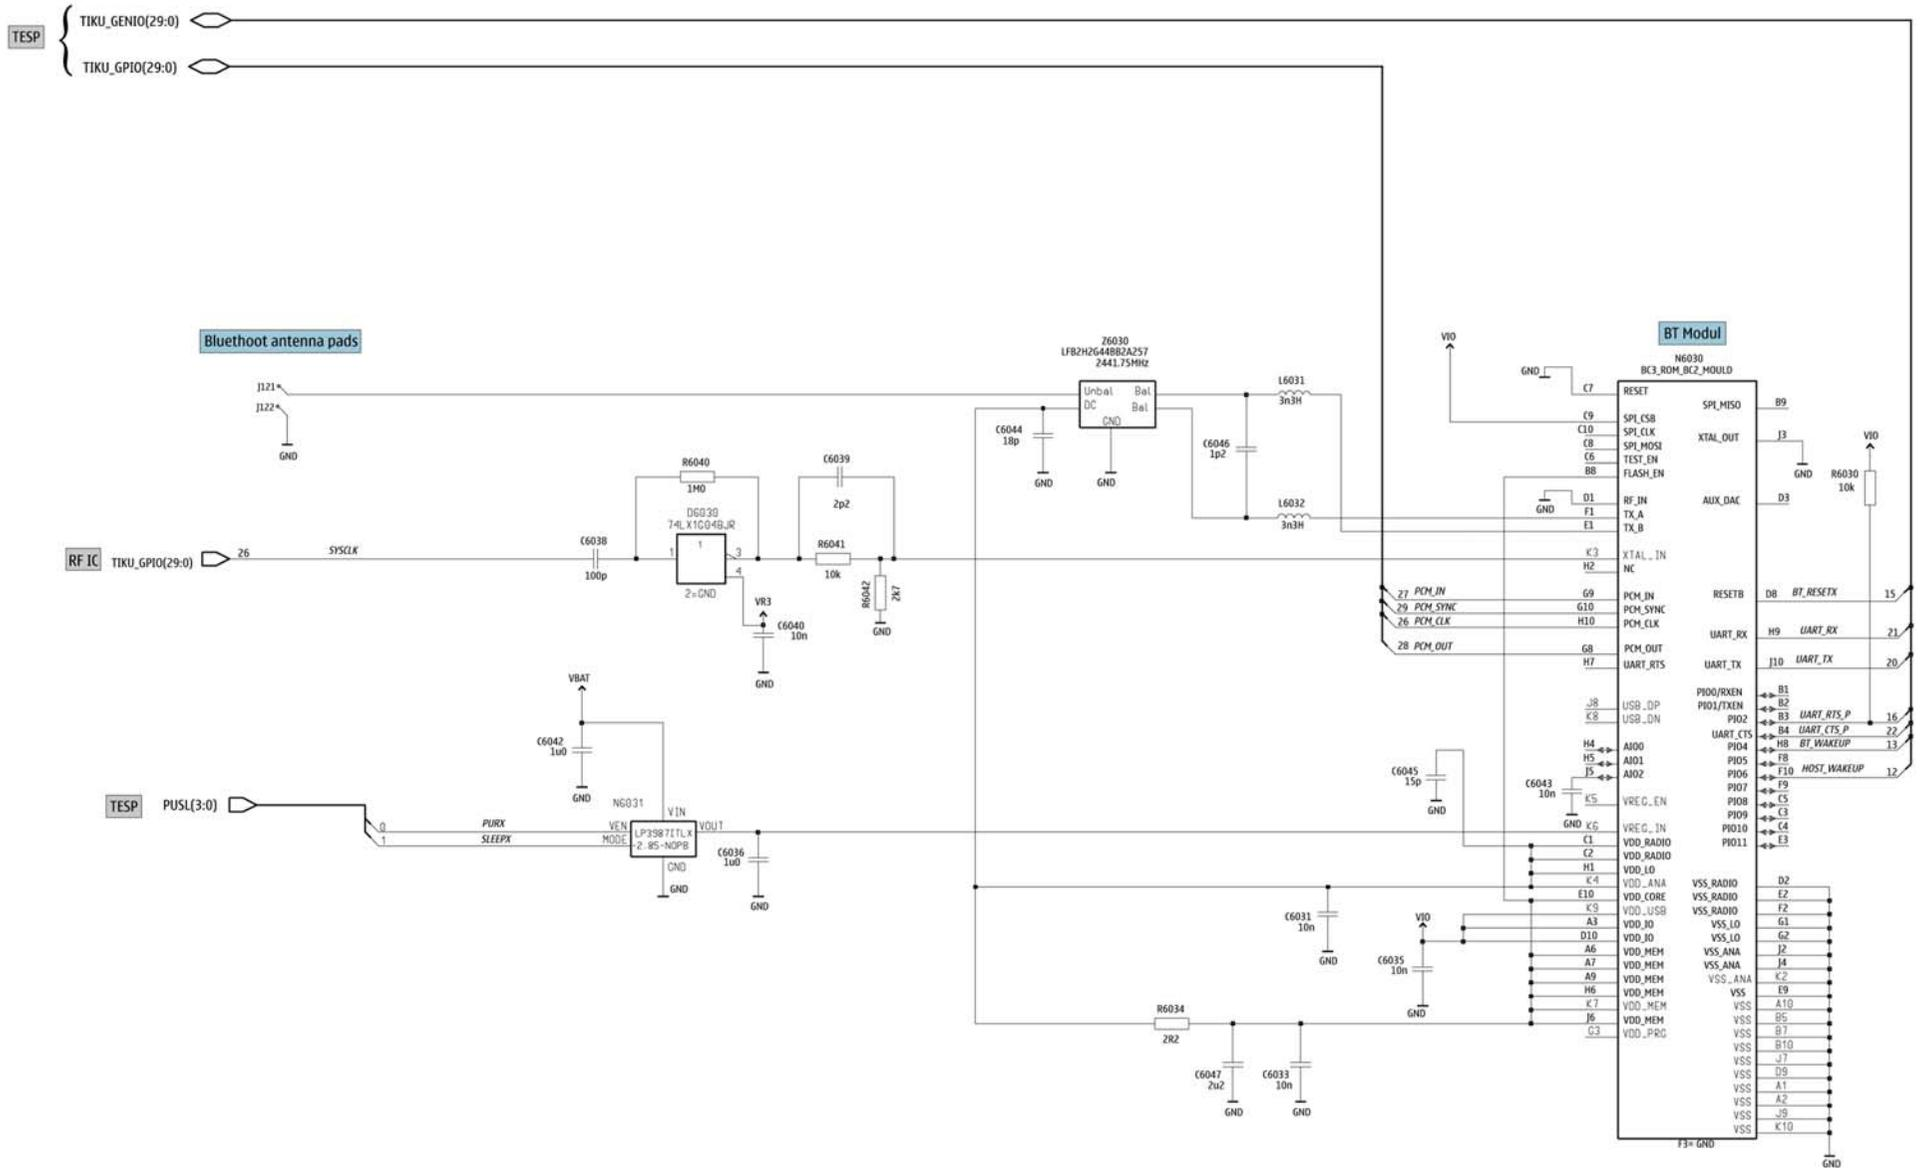 TESP
TIKU_GENIO(29:0)
TIKU_GPIO(29:0)
Bluethoot antenna pads
J121
J122
GND
Z6030
LFB2H2G44BB2A257
2441.75MHz
Unbal
Bal
DC
Bal
GND
C6044
18p
GND
GND
C6046
1p2
L6031
3n3H
L6032
3n3H
R6040
1M0
C6039
2p2
D6030
74LX1G04BJR
1
1
3
4
2=GND
C6038
100p
RF IC
TIKU_GPIO(29:0)
26
SYSCLK
R6041
10k
R6042
2k7
GND
VR3
C6040
10n
GND
VBAT
C6042
1u0
GND
TESP
PUSL(3:0)
0
PURX
1
SLEEPX
N6031
VIN
VEN
VOUT
MODE
LP3987ITLX
-2.85-NOPB
GND
GND
C6036
1u0
GND
R6034
2R2
C6047
2u2
GND
C6033
10n
GND
C6031
10n
GND
VIO
C6035
10n
GND
C6045
15p
GND
C6043
10n
GND
VIO
GND
GND
27 PCM_IN
29 PCM_SYNC
26 PCM_CLK
28 PCM_OUT
BT Modul
N6030
BC3_ROM_BC2_MOULD
C7 RESET
C9 SPI_CSB
C10 SPI_CLK
C8 SPI_MOSI
C6 TEST_EN
B8 FLASH_EN
D1 RF_IN
F1 TX_A
E1 TX_B
K3 XTAL_IN
H2 NC
G9 PCM_IN
G10 PCM_SYNC
H10 PCM_CLK
G8 PCM_OUT
H7 UART_RTS
J8 USB_DP
K8 USB_DN
H4 AIO0
H5 AIO1
J5 AIO2
K5 VREG_EN
K6 VREG_IN
C1 VDD_RADIO
C2 VDD_RADIO
H1 VDD_LO
K4 VDD_ANA
E10 VDD_CORE
K9 VDD_USB
A3 VDD_IO
D10 VDD_IO
A6 VDD_MEM
A7 VDD_MEM
A9 VDD_MEM
H6 VDD_MEM
K7 VDD_MEM
J6 VDD_MEM
G3 VDD_PRG
SPI_MISO B9
XTAL_OUT J3
GND
AUX_DAC D3
VIO
R6030
10k
RESETB D8 BT_RESETX 15
UART_RX H9 UART_RX 21
UART_TX J10 UART_TX 20
PIO0/RXEN B1
PIO1/TXEN B2
PIO2 B3 UART_RTS_P 16
UART_CTS B4 UART_CTS_P 22
PIO4 H8 BT_WAKEUP 13
PIO5 F8
PIO6 F10 HOST_WAKEUP 12
PIO7 F9
PIO8 C5
PIO9 C3
PIO10 C4
PIO11 E3
VSS_RADIO D2
VSS_RADIO E2
VSS_RADIO F2
VSS_LO G1
VSS_LO G2
VSS_ANA J2
VSS_ANA J4
VSS_ANA K2
VSS E9
VSS A10
VSS B5
VSS B7
VSS B10
VSS J7
VSS D9
VSS A1
VSS A2
VSS J9
VSS K10
F3= GND
GND